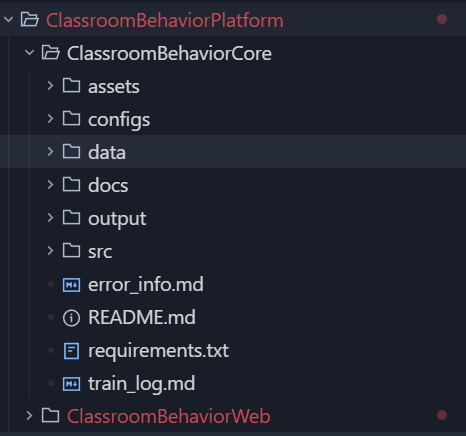 ClassroomBehaviorPlatform
ClassroomBehaviorCore
assets
configs
data
docs
output
src
error_info.md
README.md
requirements.txt
train_log.md
ClassroomBehaviorWeb